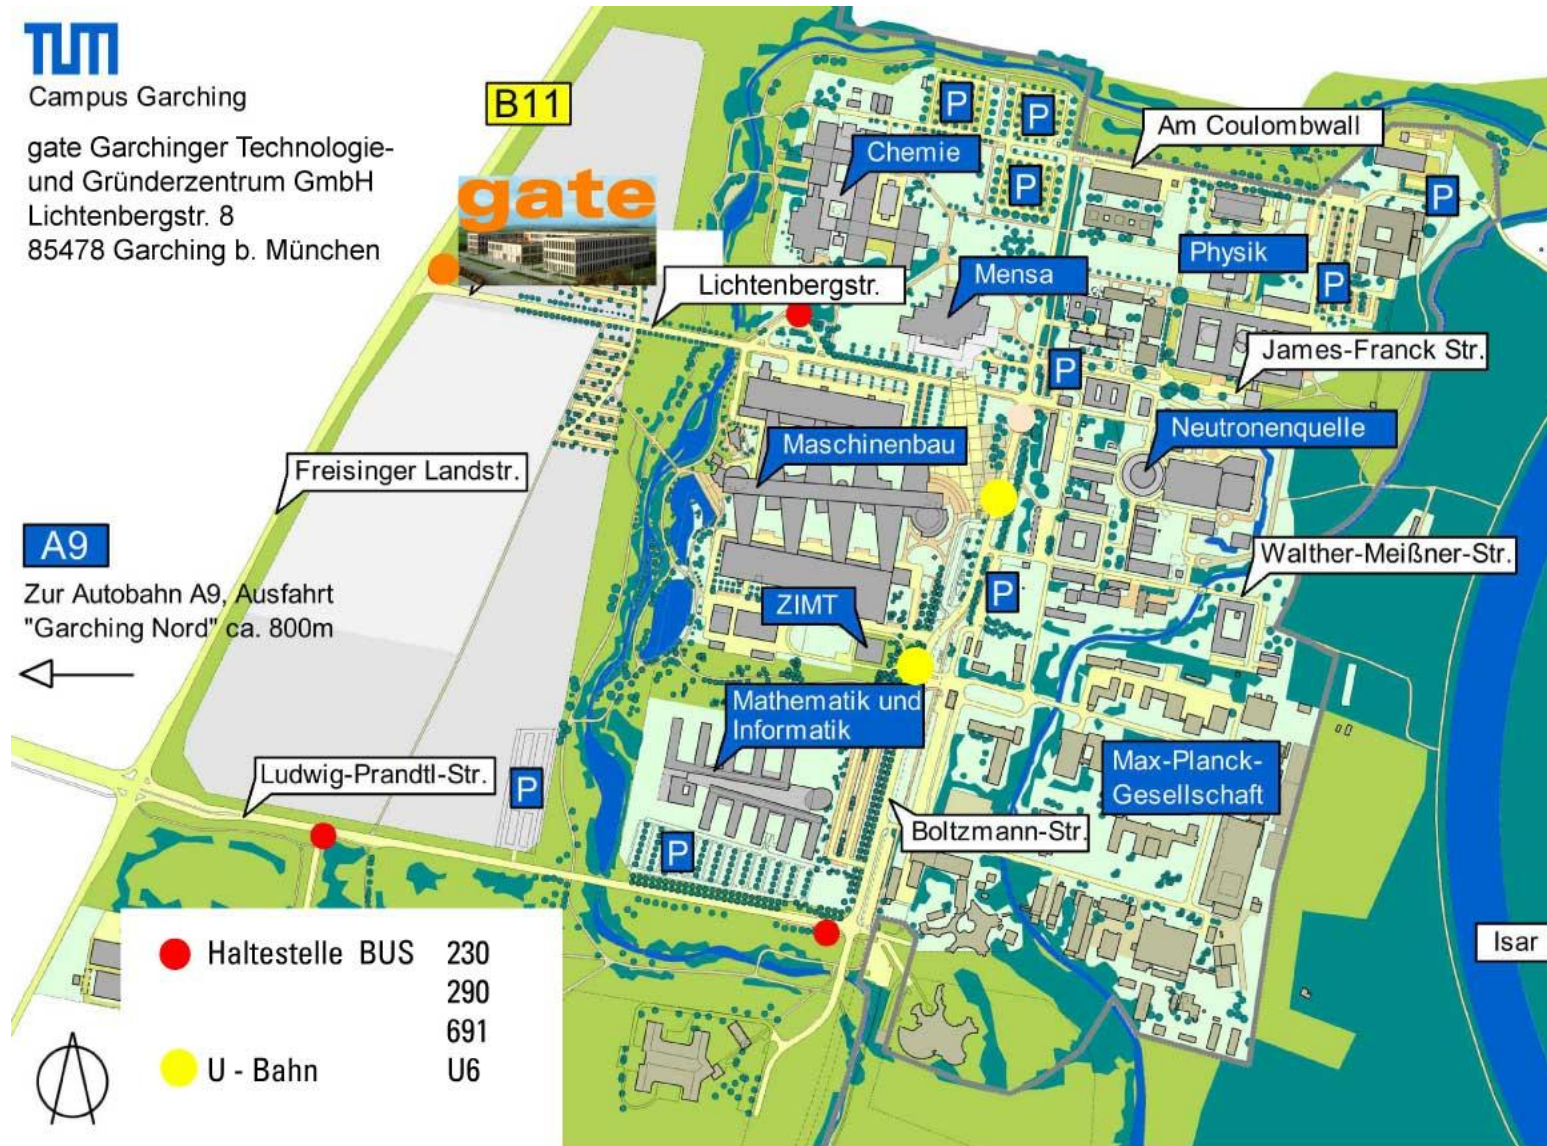 TUM
Campus Garching
gate Garchinger Technologie-
und Gründerzentrum GmbH
Lichtenbergstr. 8
85478 Garching b. München
B11
gate
Am Coulombwall
Chemie
P
P
P
P
Physik
P
Mensa
Lichtenbergstr.
James-Franck Str.
P
Neutronenquelle
Maschinenbau
Freisinger Landstr.
A9
Zur Autobahn A9, Ausfahrt
"Garching Nord" ca. 800m
Walther-Meißner-Str.
P
ZIMT
Mathematik und
Informatik
Max-Planck-
Gesellschaft
Ludwig-Prandtl-Str.
P
Boltzmann-Str.
P
Isar
Haltestelle BUS 230
290
691
U - Bahn U6